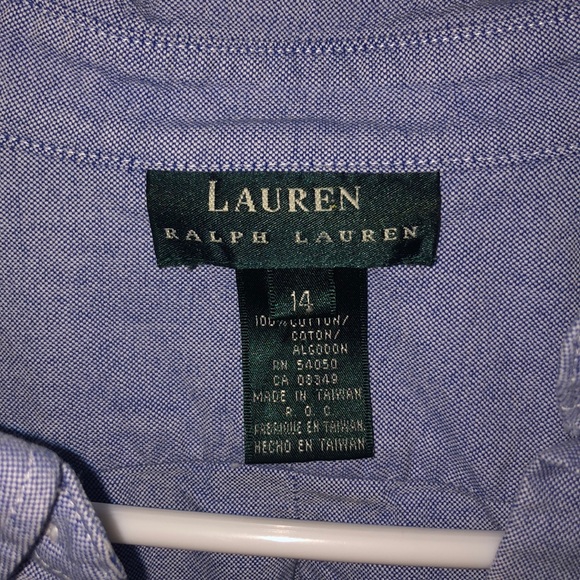 LAUREN
RALPH LAUREN
14
100% COTTON/
COTON/
ALGODON
RN 54050
CA 08349
MADE IN TAIWAN
R. O. C
FABRIQUE EN TAIWAN
HECHO EN TAIWAN